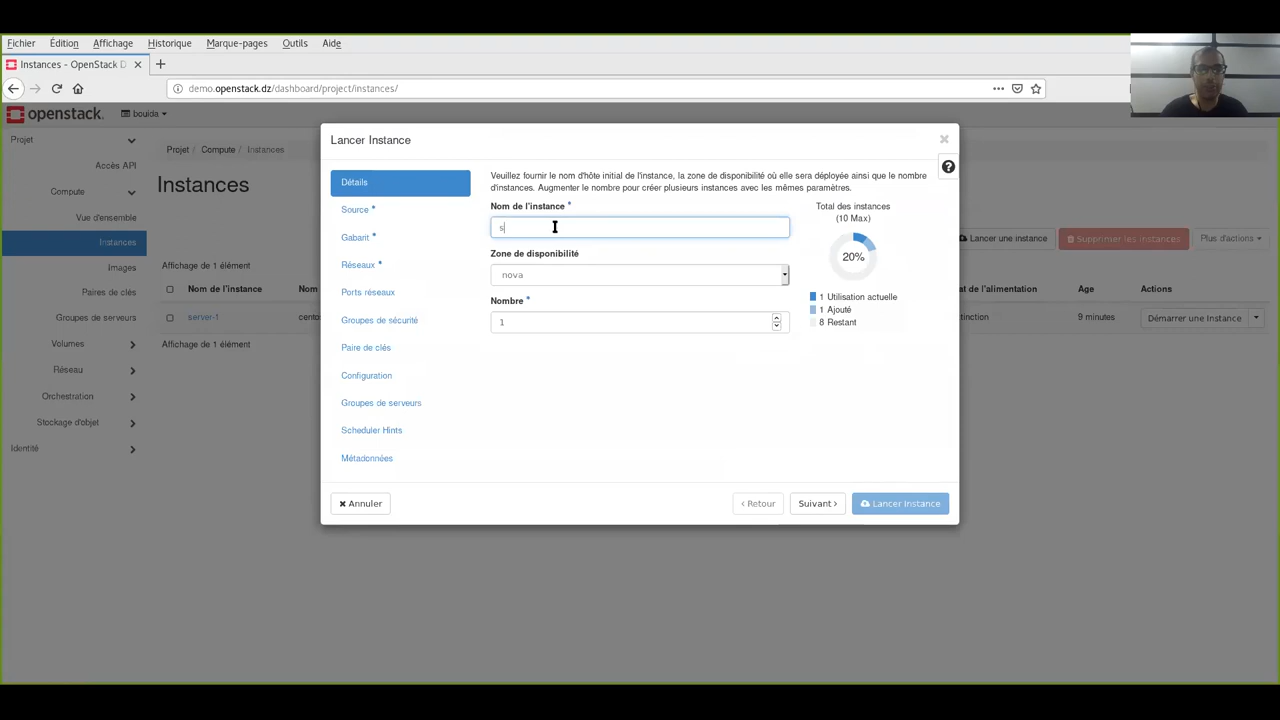 Fichier Édition Affichage Historique Marque-pages Outils Aide
Instances - OpenStack D
demo.openstack.dz/dashboard/project/instances/
openstack. bouida
Projet
Accès API
Compute
Vue d'ensemble
Instances
Images
Paires de clés
Groupes de serveurs
Volumes
Réseau
Orchestration
Stockage d'objet
Identité
Projet / Compute / Instances
Instances
Lancer une instance Supprimer les instances Plus d'actions
Affichage de 1 élément
Nom de l'instance Nom Age Actions
at de l'alimentation
server-1 9 minutes Démarrer une Instance
Affichage de 1 élément
Lancer Instance
Détails
Source *
Gabarit *
Réseaux *
Ports réseaux
Groupes de sécurité
Paire de clés
Configuration
Groupes de serveurs
Scheduler Hints
Métadonnées
Veuillez fournir le nom d'hôte initial de l'instance, la zone de disponibilité où elle sera déployée ainsi que le nombre
d'instances. Augmenter le nombre pour créer plusieurs instances avec les mêmes paramètres.
Nom de l'instance *
s
Zone de disponibilité
nova
Nombre *
1
Total des instances
(10 Max)
20%
1 Utilisation actuelle
1 Ajouté
8 Restant
Annuler
< Retour
Suivant >
Lancer Instance